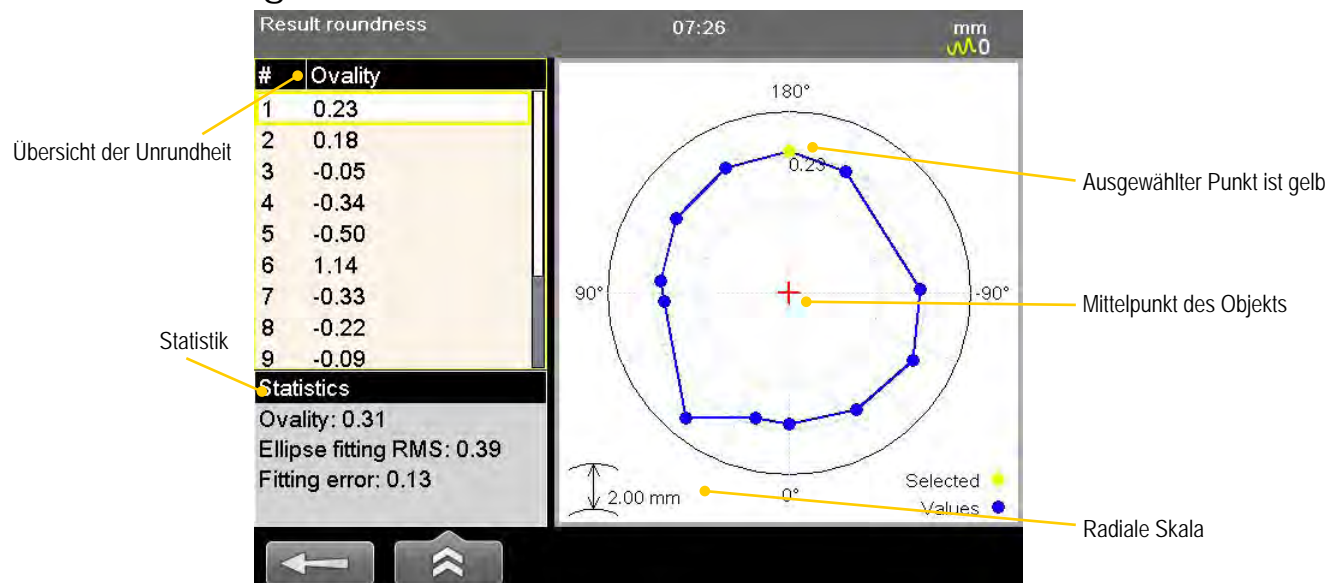 Result roundness 07:26 mm
0
# Ovality
1 0.23
2 0.18
3 -0.05
4 -0.34
5 -0.50
6 1.14
7 -0.33
8 -0.22
9 -0.09
Statistics
Ovality: 0.31
Ellipse fitting RMS: 0.39
Fitting error: 0.13
180°
0.23
90°
-90°
0°
2.00 mm
Selected
Values
Übersicht der Unrundheit
Statistik
Ausgewählter Punkt ist gelb
Mittelpunkt des Objekts
Radiale Skala